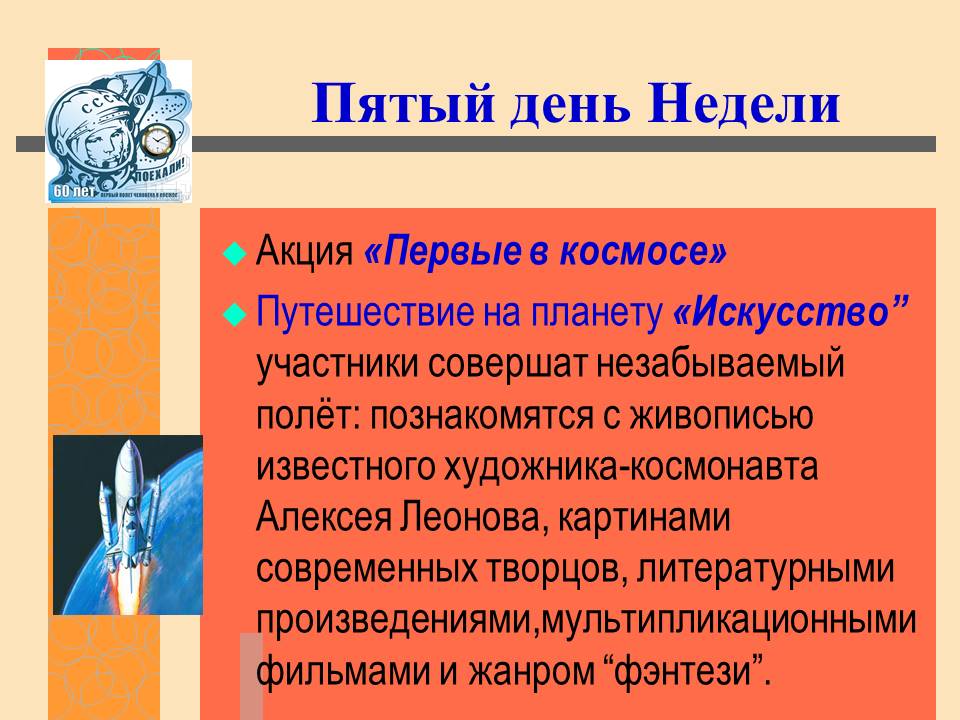 Пятый день Недели
СССР
ПОЕХАЛИ!
60 лет
ПЕРВЫЙ ПОЛЕТ ЧЕЛОВЕКА В КОСМОС
Акция «Первые в космосе»
Путешествие на планету «Искусство”
участники совершат незабываемый
полёт: познакомятся с живописью
известного художника-космонавта
Алексея Леонова, картинами
современных творцов, литературными
произведениями,мультипликационными
фильмами и жанром “фэнтези”.